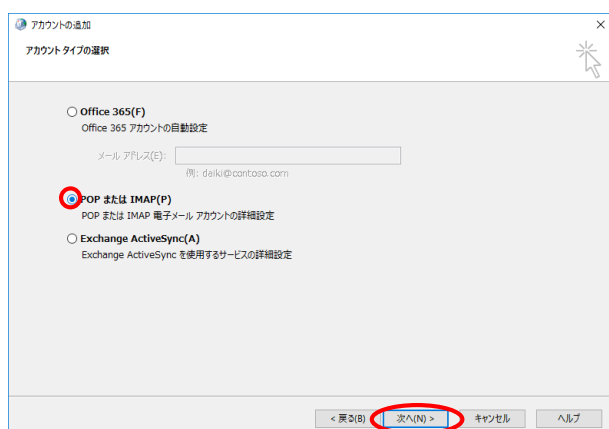 アカウントの追加
アカウント タイプの選択
Office 365(F)
Office 365 アカウントの自動設定
メール アドレス(E):
例: daiki@contoso.com
POP または IMAP(P)
POP または IMAP 電子メール アカウントの詳細設定
Exchange ActiveSync(A)
Exchange ActiveSync を使用するサービスの詳細設定
< 戻る(B) 次へ(N) > キャンセル ヘルプ